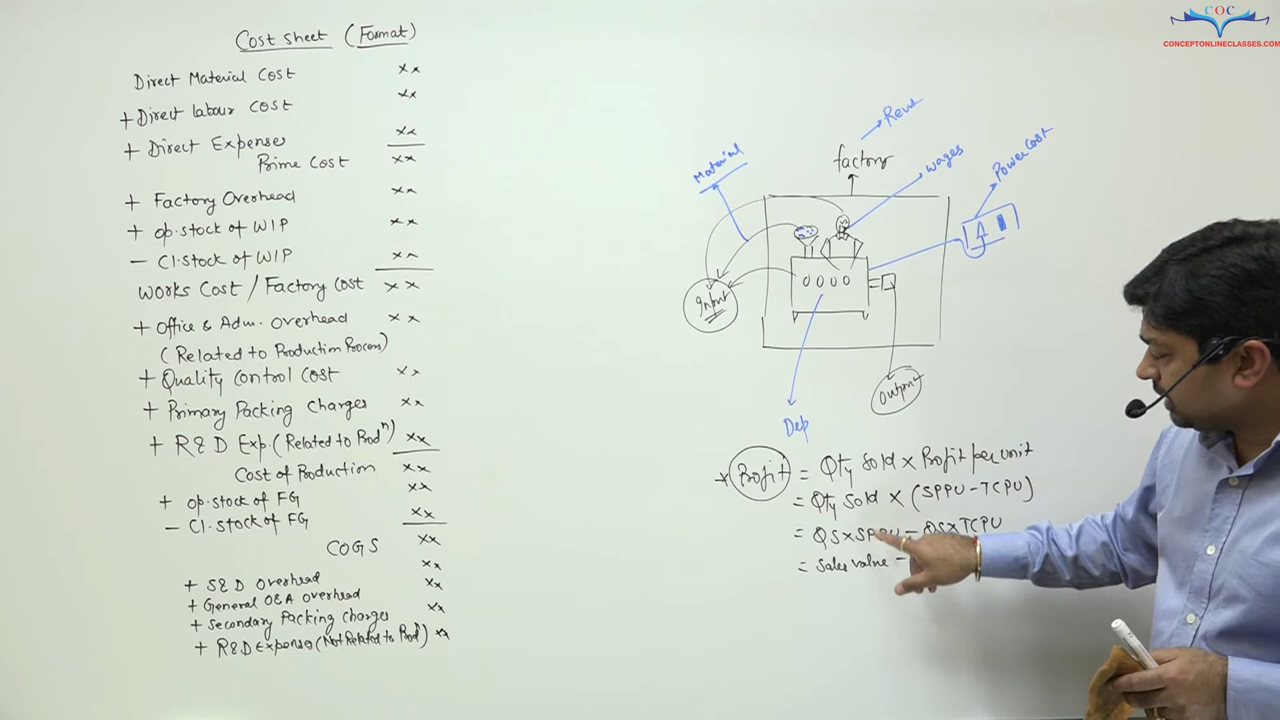 Cost Sheet (Format)
Direct Material Cost xx
+ Direct labour cost xx
+ Direct Expenses xx
Prime Cost xx
+ Factory Overhead xx
+ op.stock of WIP xx
- Cl.stock of WIP xx
Works Cost / Factory Cost xx
+ Office & Adm. Overhead xx
(Related to Production Process)
+ Quality Control Cost xx
+ Primary Packing Charges xx
+ R&D Exp (Related to Prodⁿ) xx
Cost of Production xx
+ op.stock of FG xx
- Cl.stock of FG xx
COGS xx
+ S&D Overhead xx
+ General O&A overhead xx
+ Secondary Packing Charges xx
+ R&D Expenses (Not Related to Prodⁿ) xx
Rent
factory
Material
wages
Power Cost
Input
Output
Dep
* Profit = Qty Sold x Profit per unit
= Qty Sold x (SPPU - TCPU)
= QS x SPPU - QS x TCPU
= Sales value -
COC
CONCEPTONLINECLASSES.COM